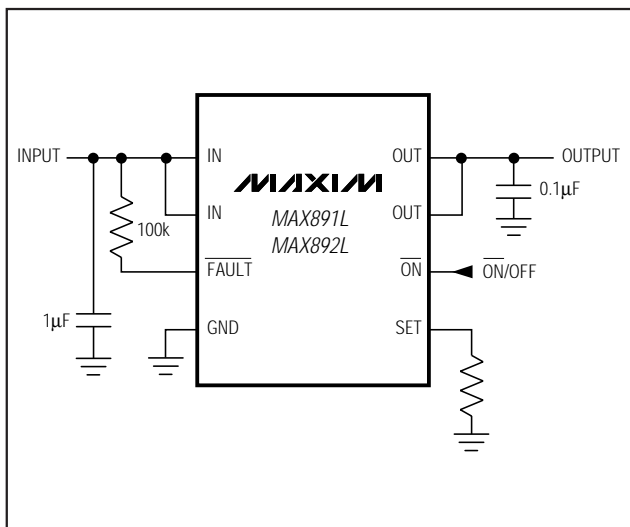 INPUT
IN
OUT
OUTPUT
MAXIM
0.1μF
IN
MAX891L
OUT
MAX892L
100k
FAULT
ON
ON/OFF
1μF
GND
SET